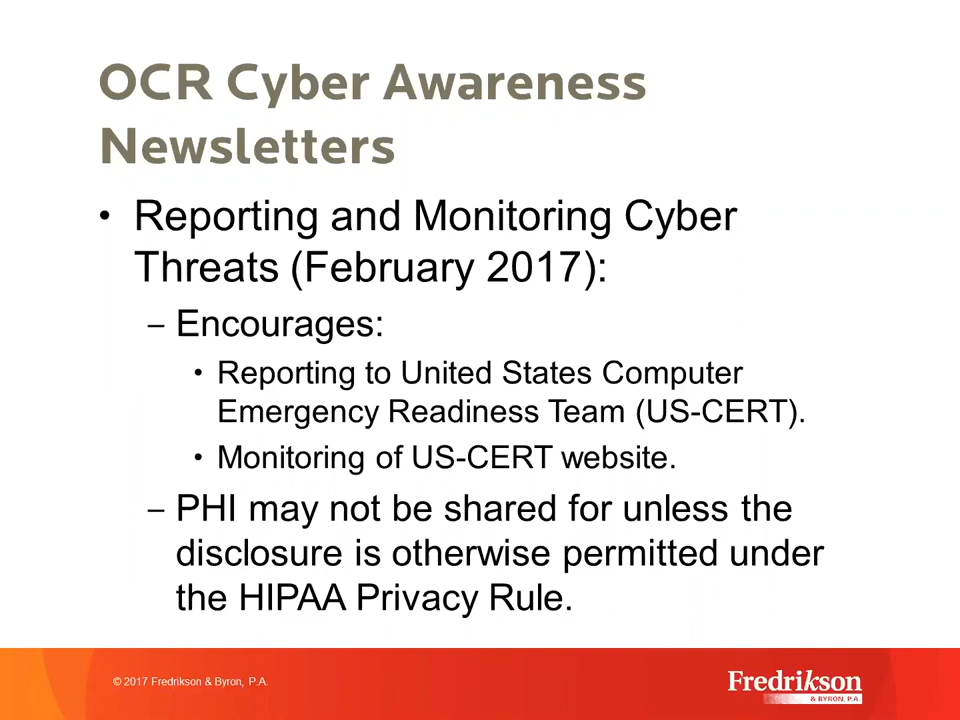 OCR Cyber Awareness
Newsletters
• Reporting and Monitoring Cyber
Threats (February 2017):
– Encourages:
• Reporting to United States Computer
Emergency Readiness Team (US-CERT).
• Monitoring of US-CERT website.
– PHI may not be shared for unless the
disclosure is otherwise permitted under
the HIPAA Privacy Rule.
© 2017 Fredrikson & Byron, P.A.
Fredrikson
& BYRON, P.A.